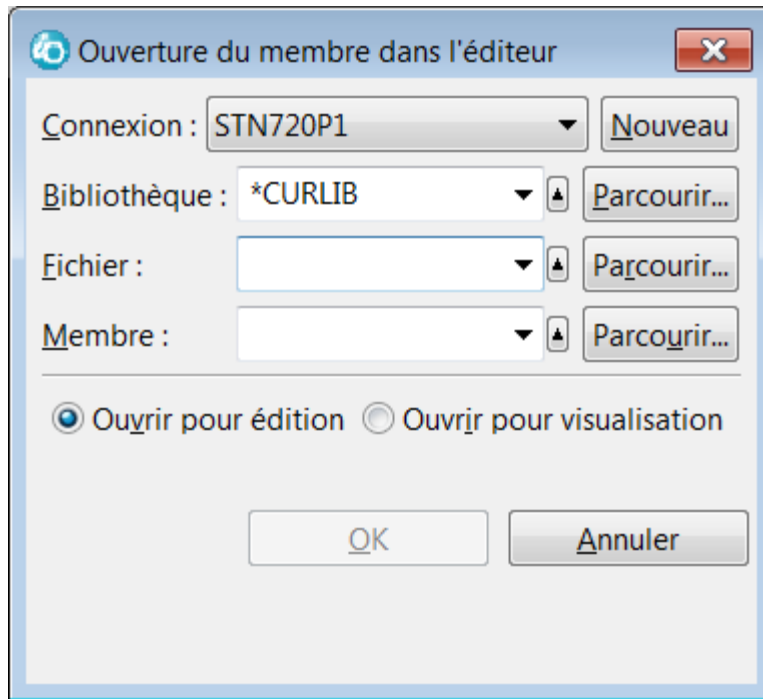 Ouverture du membre dans l'éditeur
Connexion : STN720P1 Nouveau
Bibliothèque : *CURLIB Parcourir...
Fichier : Parcourir...
Membre : Parcourir...
Ouvrir pour édition Ouvrir pour visualisation
OK Annuler